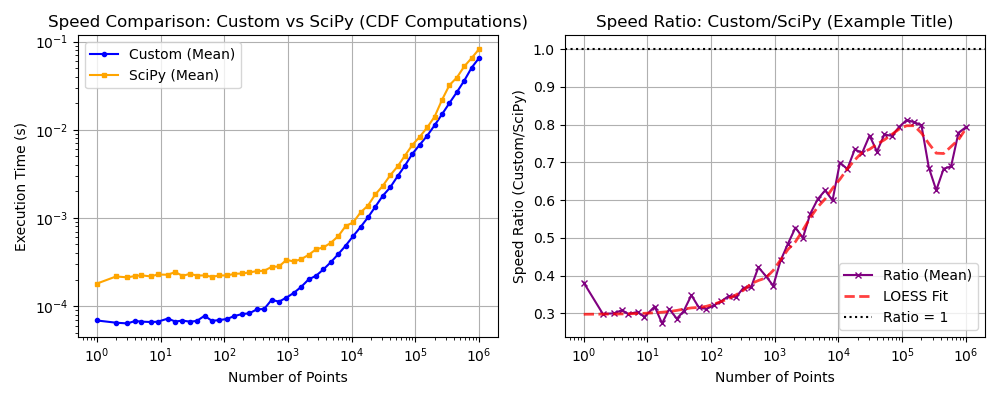 Speed Comparison: Custom vs SciPy (CDF Computations)
Execution Time (s)
10⁻¹
10⁻²
10⁻³
10⁻⁴
Custom (Mean)
SciPy (Mean)
10⁰ 10¹ 10² 10³ 10⁴ 10⁵ 10⁶
Number of Points
Speed Ratio: Custom/SciPy (Example Title)
Speed Ratio (Custom/SciPy)
1.0
0.9
0.8
0.7
0.6
0.5
0.4
0.3
Ratio (Mean)
LOESS Fit
Ratio = 1
10⁰ 10¹ 10² 10³ 10⁴ 10⁵ 10⁶
Number of Points